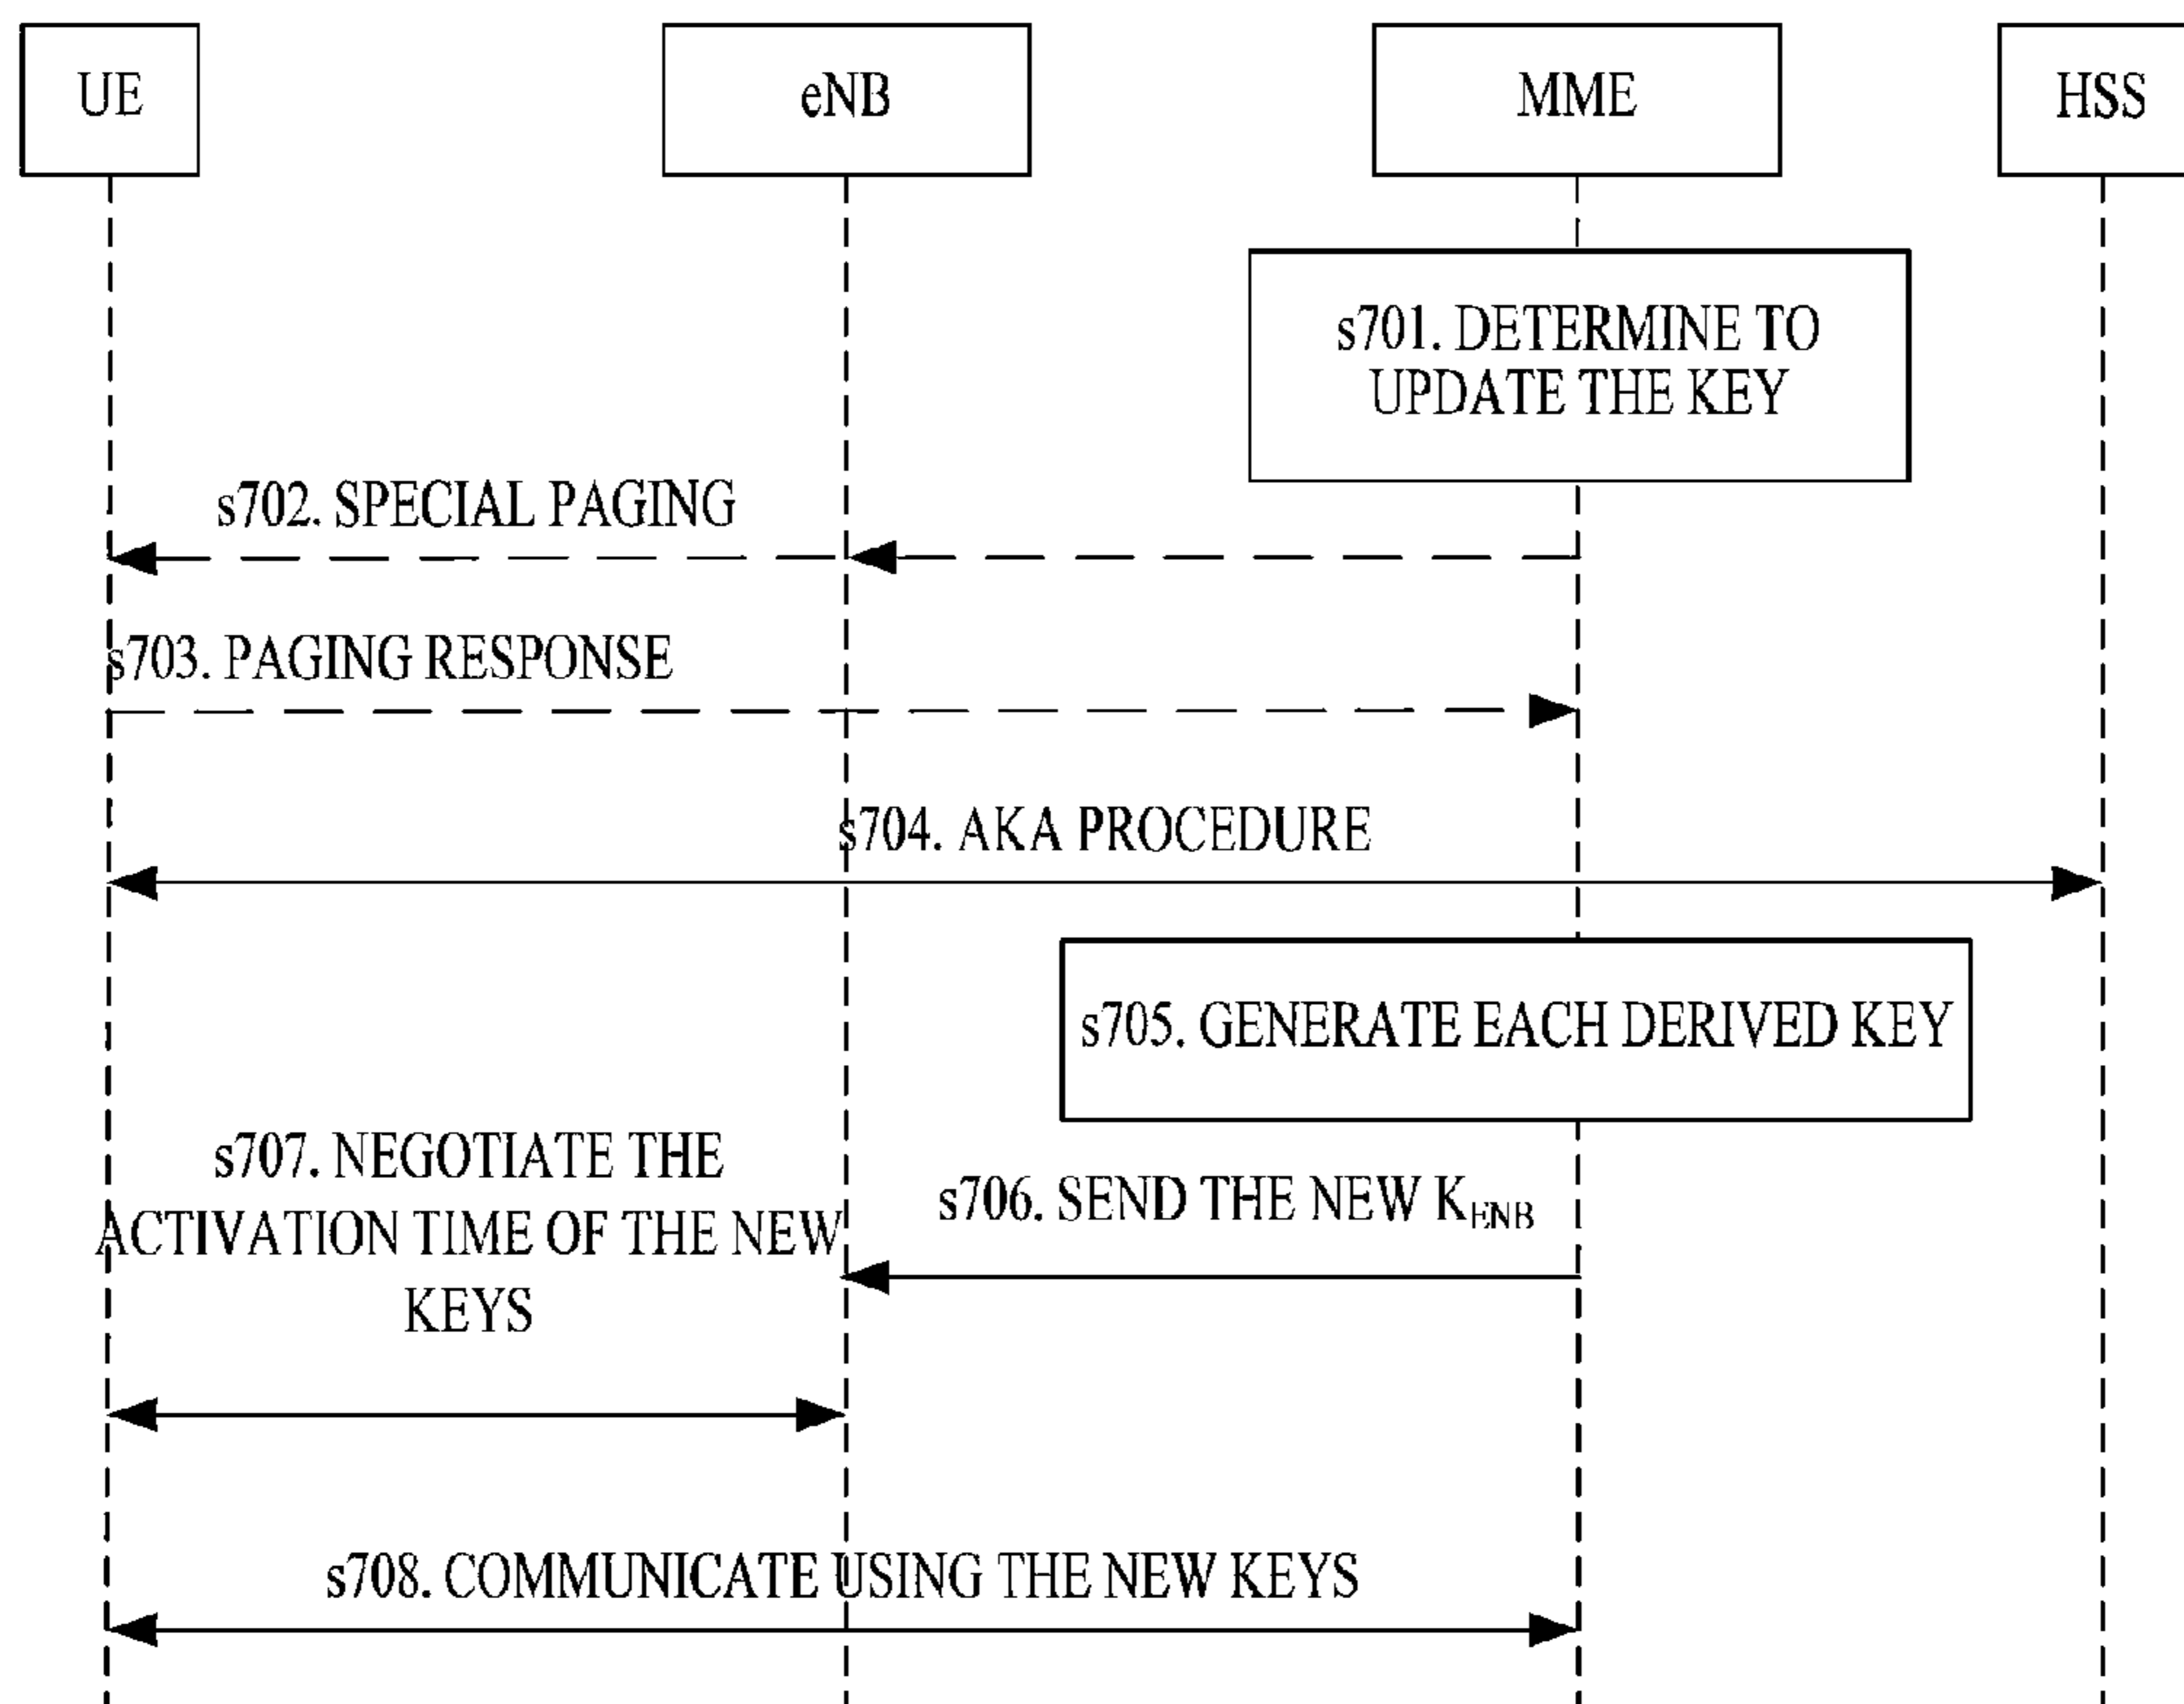 UE
eNB
MME
HSS
s701. DETERMINE TO
UPDATE THE KEY
s702. SPECIAL PAGING
s703. PAGING RESPONSE
s704. AKA PROCEDURE
s705. GENERATE EACH DERIVED KEY
s707. NEGOTIATE THE
ACTIVATION TIME OF THE NEW
KEYS
s706. SEND THE NEW KENB
s708. COMMUNICATE USING THE NEW KEYS